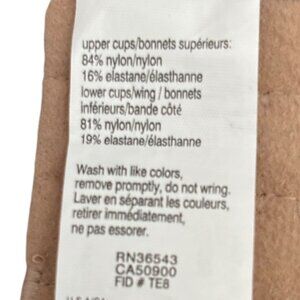 upper cups/bonnets supérieurs:
84% nylon/nylon
16% elastane/élasthanne
lower cups/wing / bonnets
inférieurs/bande côté
81% nylon/nylon
19% elastane/élasthanne
Wash with like colors,
remove promptly, do not wring.
Laver en séparant les couleurs,
retirer immédiatement,
ne pas essorer.
RN36543
CA50900
FID # TE8